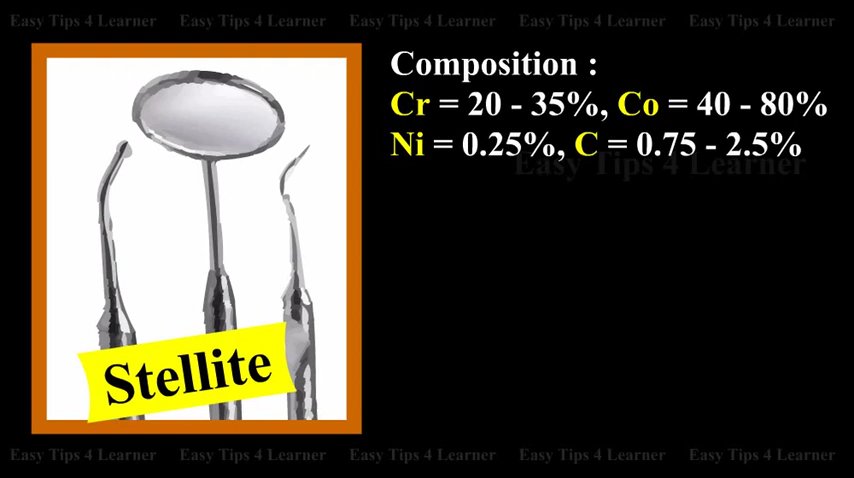 Easy Tips 4 Learner Easy Tips 4 Learner Easy Tips 4 Learner Easy Tips 4 Learner Easy Tips 4 Learner
Composition :
Cr = 20 - 35%, Co = 40 - 80%
Ni = 0.25%, C = 0.75 - 2.5%
Easy Tips 4 Learner
Stellite
Easy Tips 4 Learner Easy Tips 4 Learner Easy Tips 4 Learner Easy Tips 4 Learner Easy Tips 4 Learner